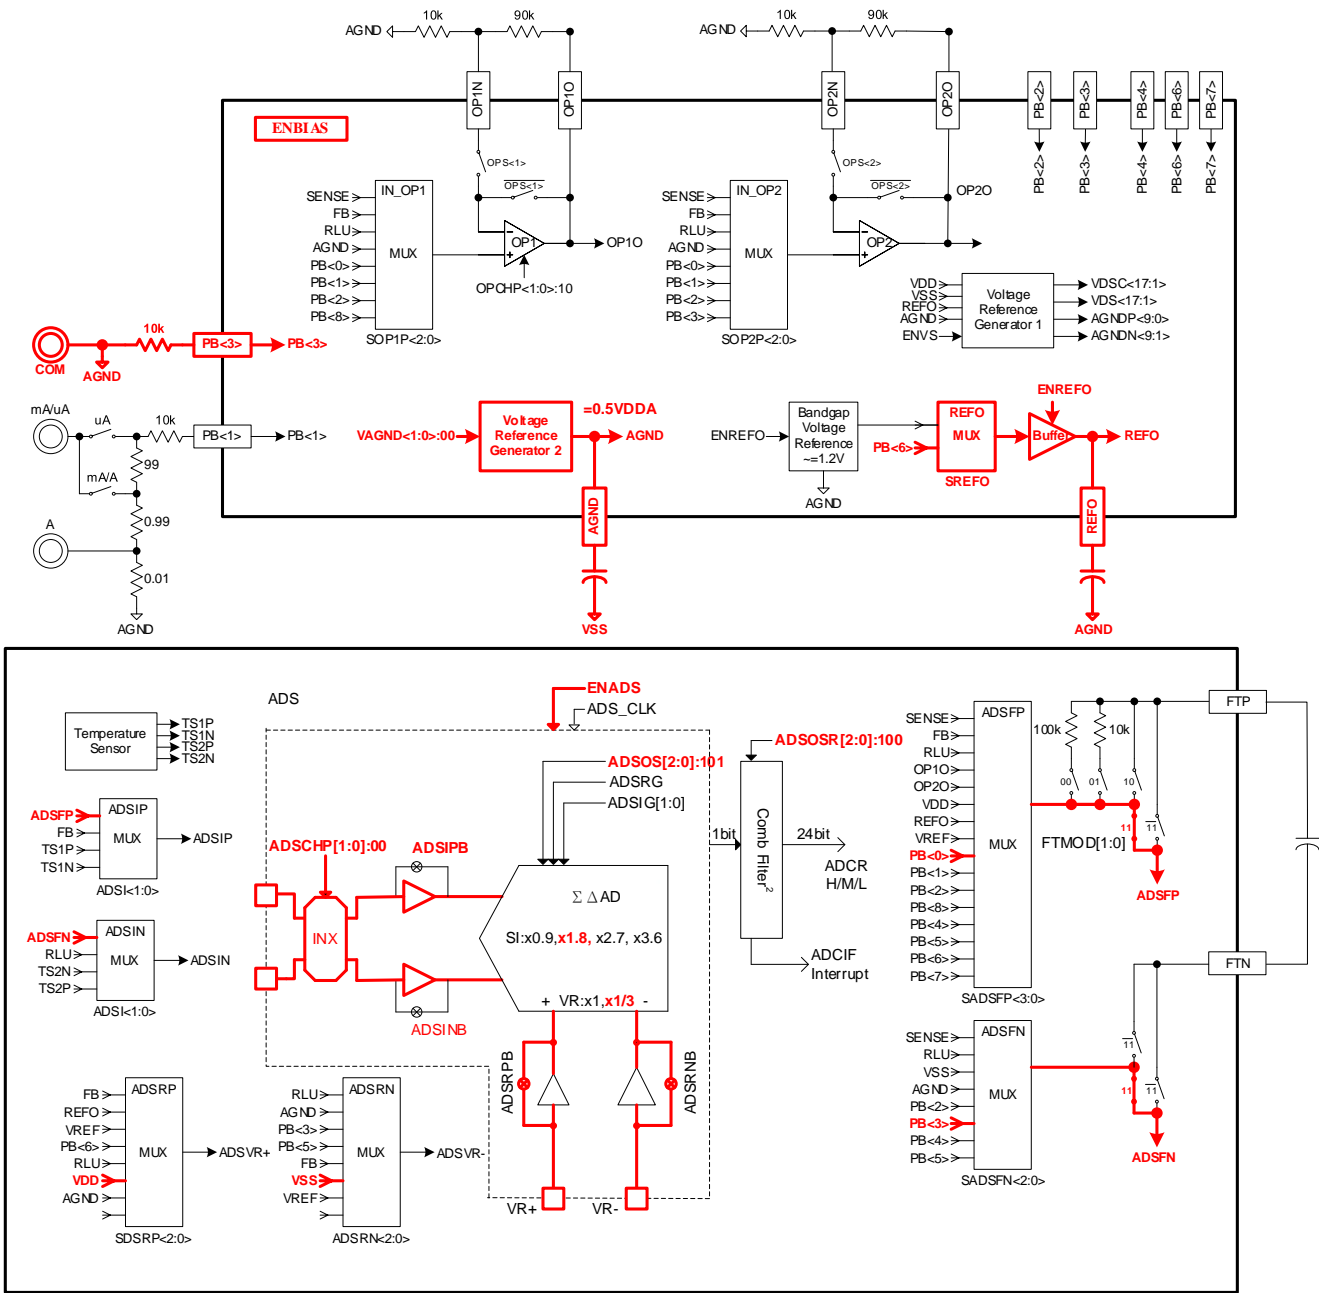 10k
90k
AGND
10k
90k
AGND
OP1N
OP1O
OP2N
OP2O
PB<2>
PB<3>
PB<4>
PB<6>
PB<7>
ENBIAS
OPS<1>
OPS<1>
OPS<2>
OPS<2>
PB<2>
PB<3>
PB<4>
PB<6>
PB<7>
SENSE
FB
RLU
AGND
PB<0>
PB<1>
PB<2>
PB<8>
IN_OP1
MUX
SOP1P<2:0>
OP1
OP1O
OPCHP<1:0>:10
SENSE
FB
RLU
AGND
PB<0>
PB<1>
PB<2>
PB<3>
IN_OP2
MUX
SOP2P<2:0>
OP2
OP2O
VDD
VSS
REFO
AGND
ENVS
Voltage
Reference
Generator 1
VDSC<17:1>
VDS<17:1>
AGNDP<9:0>
AGNDN<9:1>
COM
AGND
10k
PB<3>
PB<3>
mA/uA
uA
10k
PB<1>
PB<1>
99
mA/A
0.99
A
0.01
AGND
VAGND<1:0>:00
Voltage
Reference
Generator 2
=0.5VDDA
AGND
AGND
VSS
ENREFO
Bandgap
Voltage
Reference
~=1.2V
AGND
PB<6>
REFO
MUX
SREFO
ENREFO
Buffer
REFO
REFO
AGND
ADS
ENADS
ADS_CLK
Temperature
Sensor
TS1P
TS1N
TS2P
TS2N
ADSOS[2:0]:101
ADSRG
ADSIG[1:0]
ADSOSR[2:0]:100
ADSFP
FB
TS1P
TS1N
ADSIP
MUX
ADSI<1:0>
ADSIP
ADSFN
RLU
TS2N
TS2P
ADSIN
MUX
ADSI<1:0>
ADSIN
ADSCHP[1:0]:00
INX
ADSIPB
ADSINB
Σ Δ AD
SI:x0.9,x1.8, x2.7, x3.6
+ VR:x1,x1/3 -
ADSRPB
ADSRNB
VR+
VR-
1bit
Comb Filter2
24bit
ADCR
H/M/L
ADCIF
Interrupt
FB
REFO
VREF
PB<6>
RLU
VDD
AGND
ADSRP
MUX
SDSRP<2:0>
ADSVR+
RLU
AGND
PB<3>
PB<5>
FB
VSS
VREF
ADSRN
MUX
ADSRN<2:0>
ADSVR-
SENSE
FB
RLU
OP1O
OP2O
VDD
REFO
VREF
PB<0>
PB<1>
PB<2>
PB<8>
PB<4>
PB<5>
PB<6>
PB<7>
ADSFP
MUX
SADSFP<3:0>
100k
10k
00
01
10
11
11
FTMOD[1:0]
ADSFP
FTP
FTN
SENSE
RLU
VSS
AGND
PB<2>
PB<3>
PB<4>
PB<5>
ADSFN
MUX
SADSFN<2:0>
11
11
11
ADSFN